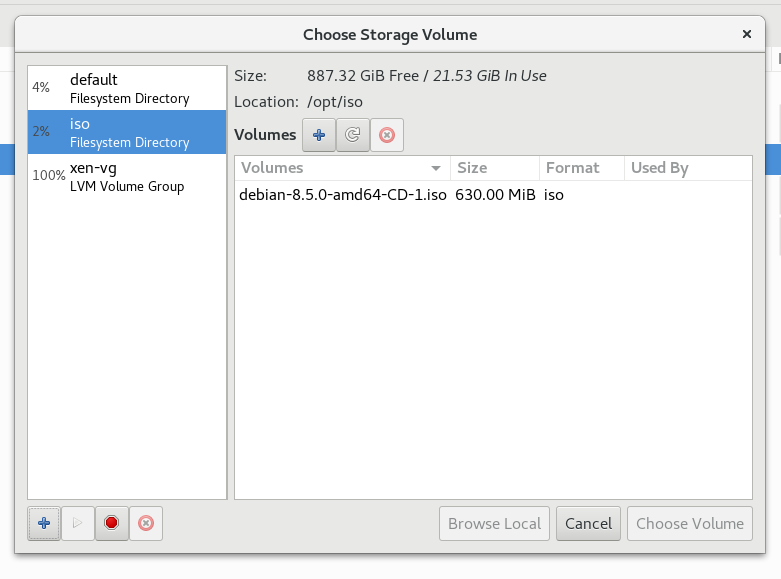 Choose Storage Volume
4%
default
Filesystem Directory
2%
iso
Filesystem Directory
100%
xen-vg
LVM Volume Group
Size: 887.32 GiB Free / 21.53 GiB In Use
Location: /opt/iso
Volumes
Volumes Size Format Used By
debian-8.5.0-amd64-CD-1.iso 630.00 MiB iso
Browse Local Cancel Choose Volume